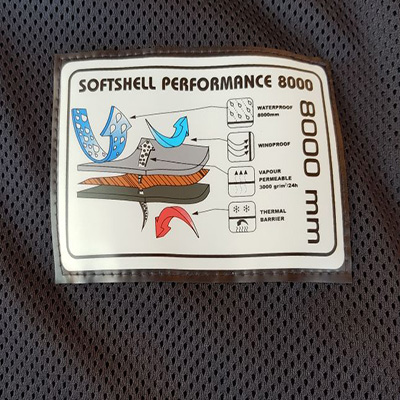 SOFTSHELL PERFORMANCE 8000
8000 mm
WATERPROOF
8000mm
WINDPROOF
VAPOUR
PERMEABLE
3000 gr/m²/24h
THERMAL
BARRIER